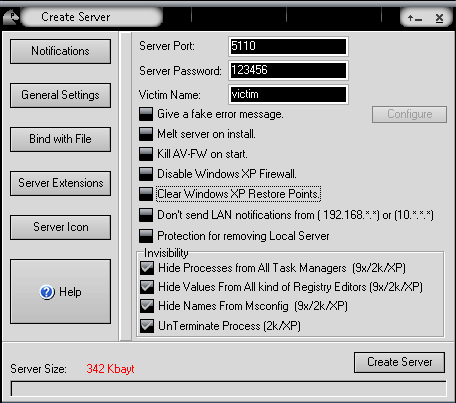 Create Server
Notifications
General Settings
Bind with File
Server Extensions
Server Icon
Help
Server Port: 5110
Server Password: 123456
Victim Name: victim
Give a fake error message. Configure
Melt server on install.
Kill AV-FW on start.
Disable Windows XP Firewall.
Clear Windows XP Restore Points.
Don't send LAN notifications from ( 192.168.*.*) or (10.*.*.*)
Protection for removing Local Server
Invisibility
Hide Processes from All Task Managers (9x/2k/XP)
Hide Values From All kind of Registry Editors (9x/2k/XP)
Hide Names From Msconfig (9x/2k/XP)
UnTerminate Process (2k/XP)
Server Size: 342 Kbayt
Create Server